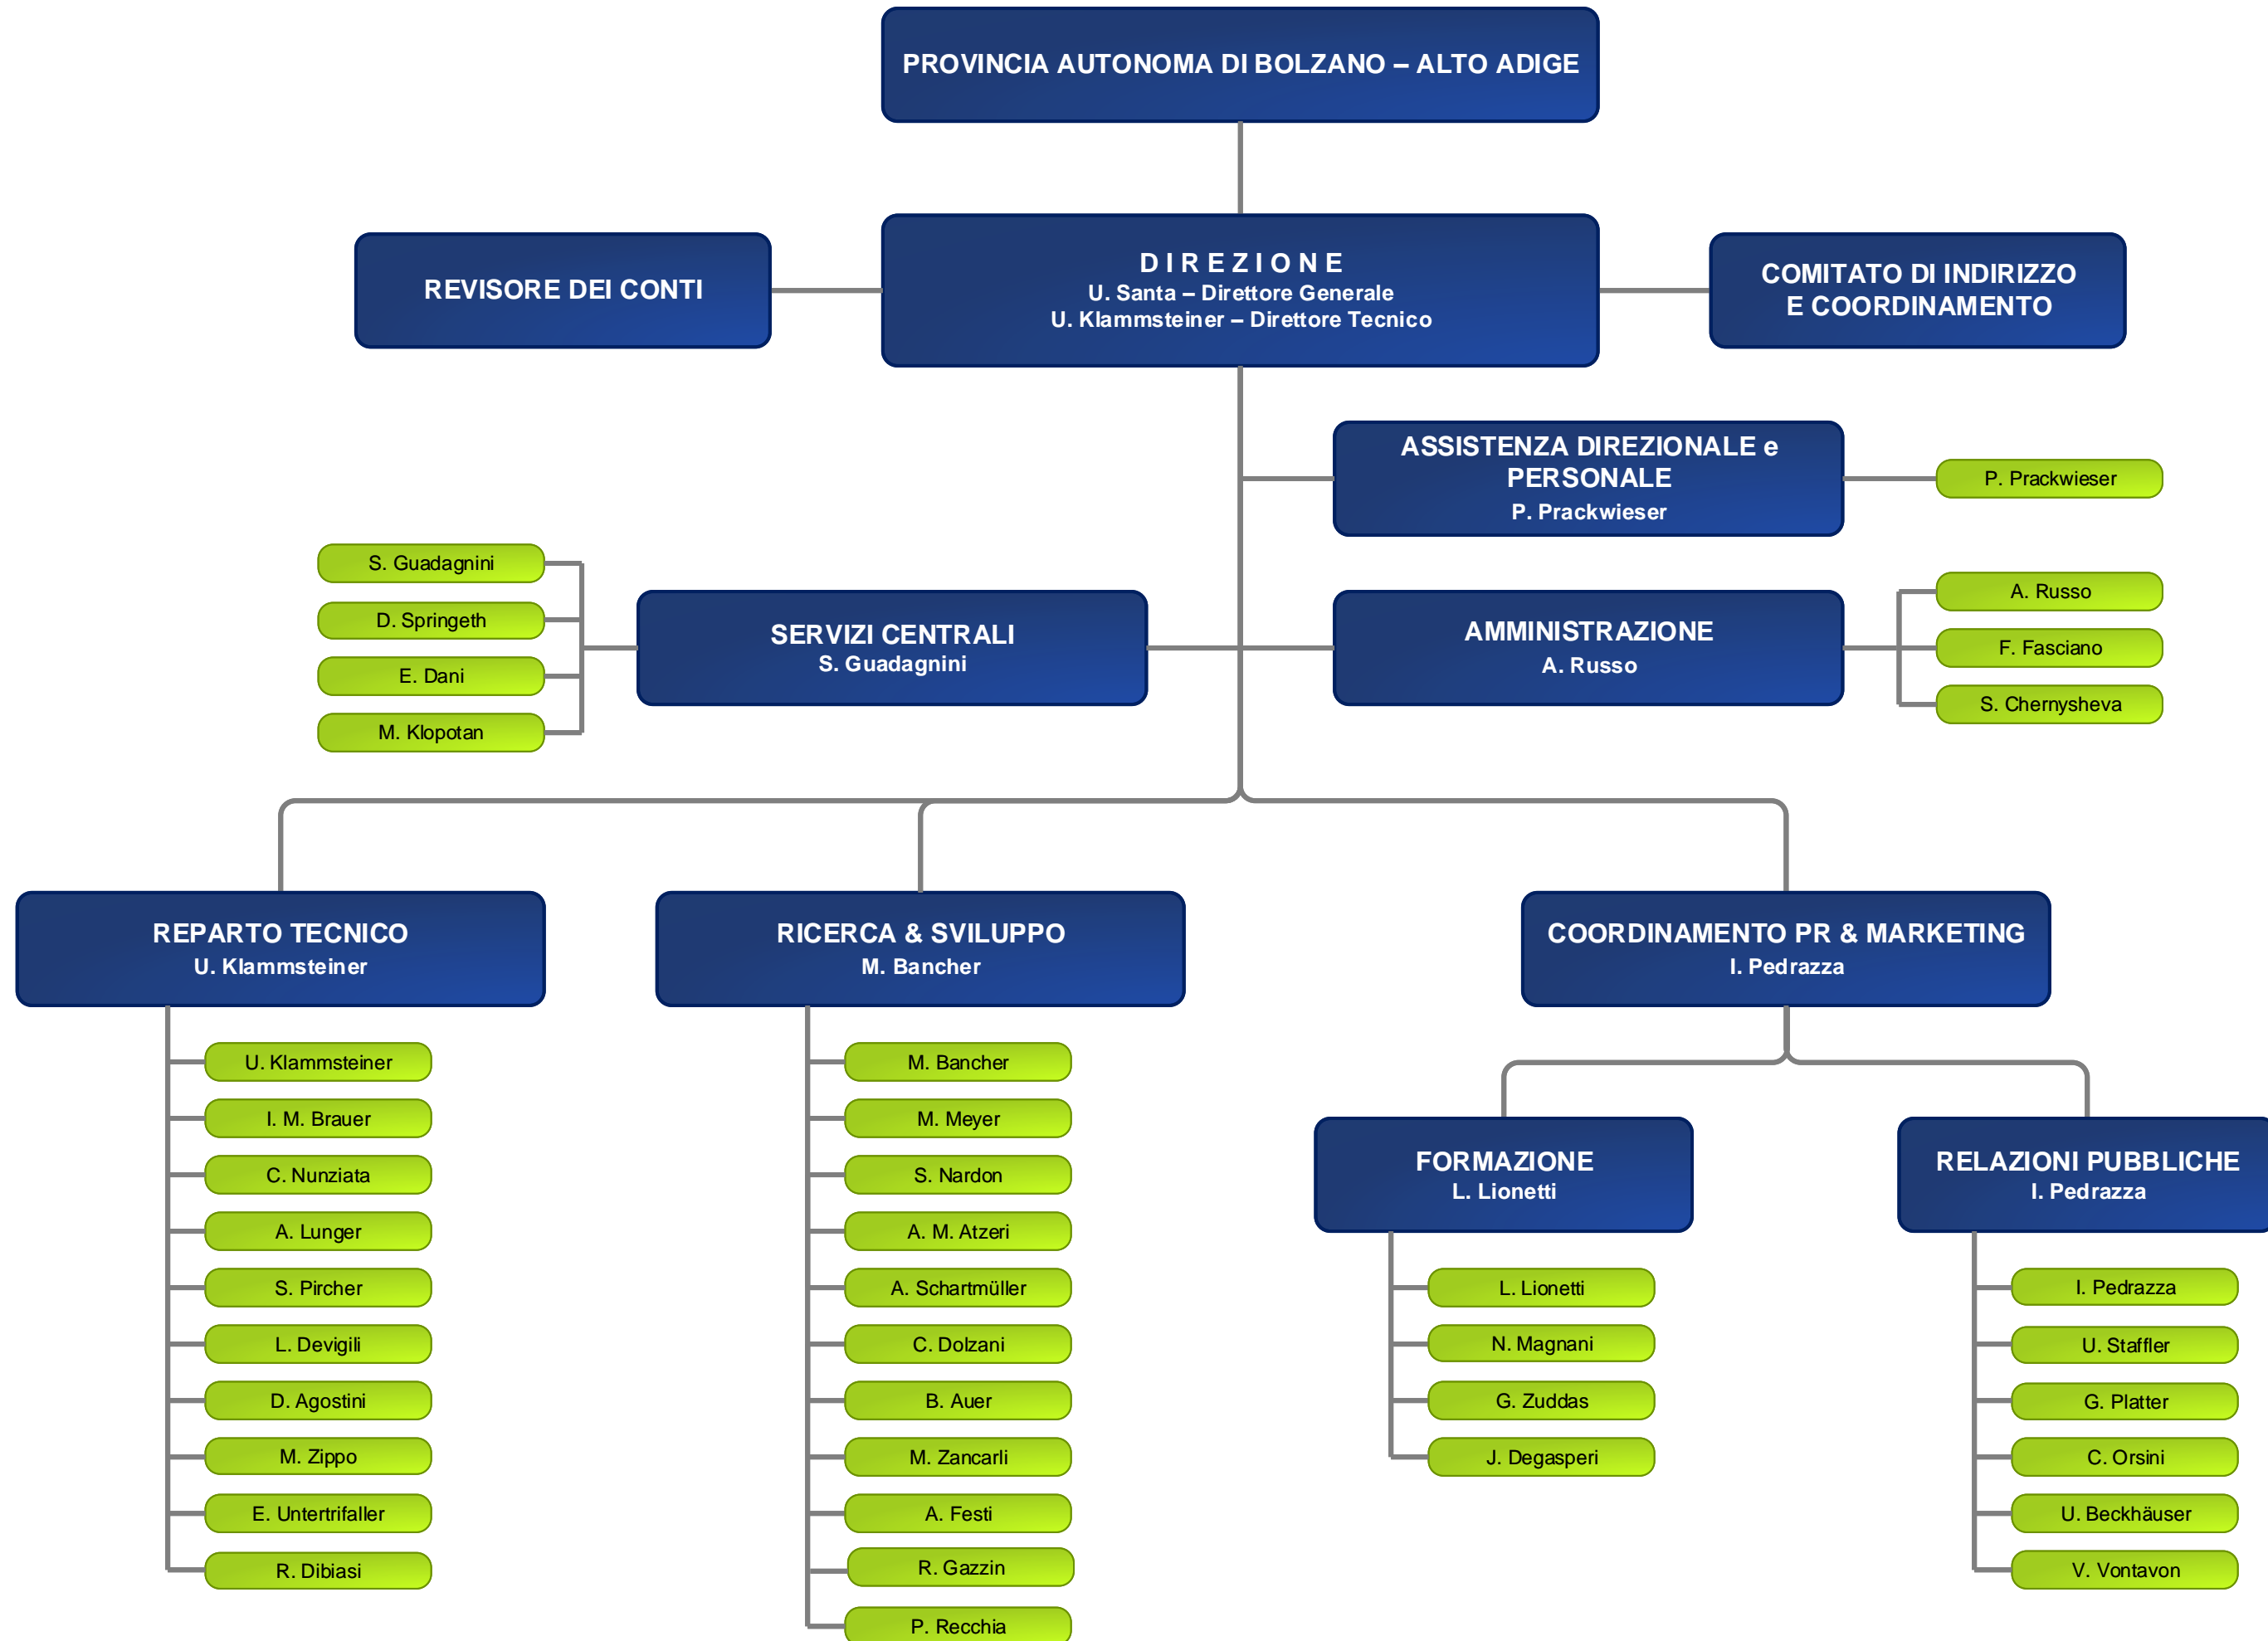 PROVINCIA AUTONOMA DI BOLZANO – ALTO ADIGE
REVISORE DEI CONTI
D I R E Z I O N E
U. Santa – Direttore Generale
U. Klammsteiner – Direttore Tecnico
COMITATO DI INDIRIZZO
E COORDINAMENTO
ASSISTENZA DIREZIONALE e
PERSONALE
P. Prackwieser
P. Prackwieser
S. Guadagnini
D. Springeth
E. Dani
M. Klopotan
SERVIZI CENTRALI
S. Guadagnini
AMMINISTRAZIONE
A. Russo
A. Russo
F. Fasciano
S. Chernysheva
REPARTO TECNICO
U. Klammsteiner
U. Klammsteiner
I. M. Brauer
C. Nunziata
A. Lunger
S. Pircher
L. Devigili
D. Agostini
M. Zippo
E. Untertrifaller
R. Dibiasi
RICERCA & SVILUPPO
M. Bancher
M. Bancher
M. Meyer
S. Nardon
A. M. Atzeri
A. Schartmüller
C. Dolzani
B. Auer
M. Zancarli
A. Festi
R. Gazzin
P. Recchia
COORDINAMENTO PR & MARKETING
I. Pedrazza
FORMAZIONE
L. Lionetti
L. Lionetti
N. Magnani
G. Zuddas
J. Degasperi
RELAZIONI PUBBLICHE
I. Pedrazza
I. Pedrazza
U. Staffler
G. Platter
C. Orsini
U. Beckhäuser
V. Vontavon